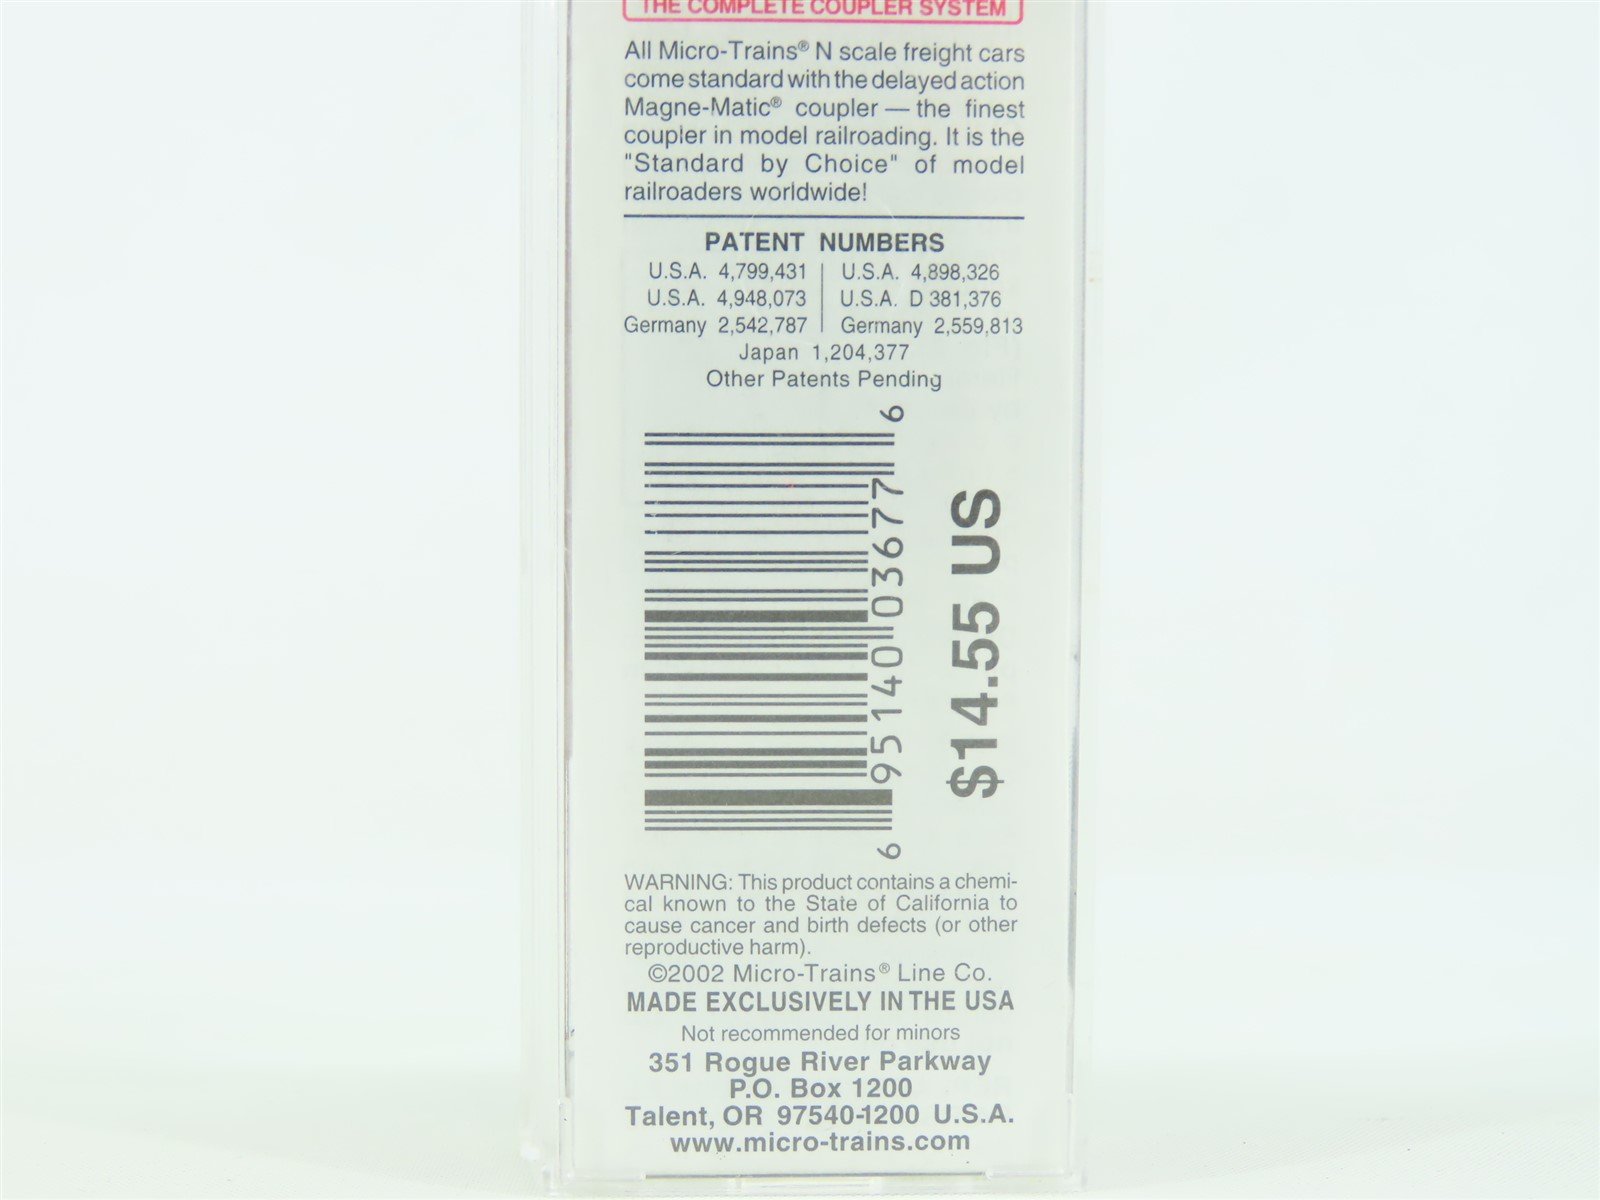 THE COMPLETE COUPLER SYSTEM
All Micro-Trains® N scale freight cars
come standard with the delayed action
Magne-Matic® coupler — the finest
coupler in model railroading. It is the
"Standard by Choice" of model
railroaders worldwide!
PATENT NUMBERS
U.S.A. 4,799,431 | U.S.A. 4,898,326
U.S.A. 4,948,073 | U.S.A. D 381,376
Germany 2,542,787 | Germany 2,559,813
Japan 1,204,377
Other Patents Pending
6 95140 03677 6
$14.55 US
WARNING: This product contains a chemi-
cal known to the State of California to
cause cancer and birth defects (or other
reproductive harm).
©2002 Micro-Trains® Line Co.
MADE EXCLUSIVELY IN THE USA
Not recommended for minors
351 Rogue River Parkway
P.O. Box 1200
Talent, OR 97540-1200 U.S.A.
www.micro-trains.com